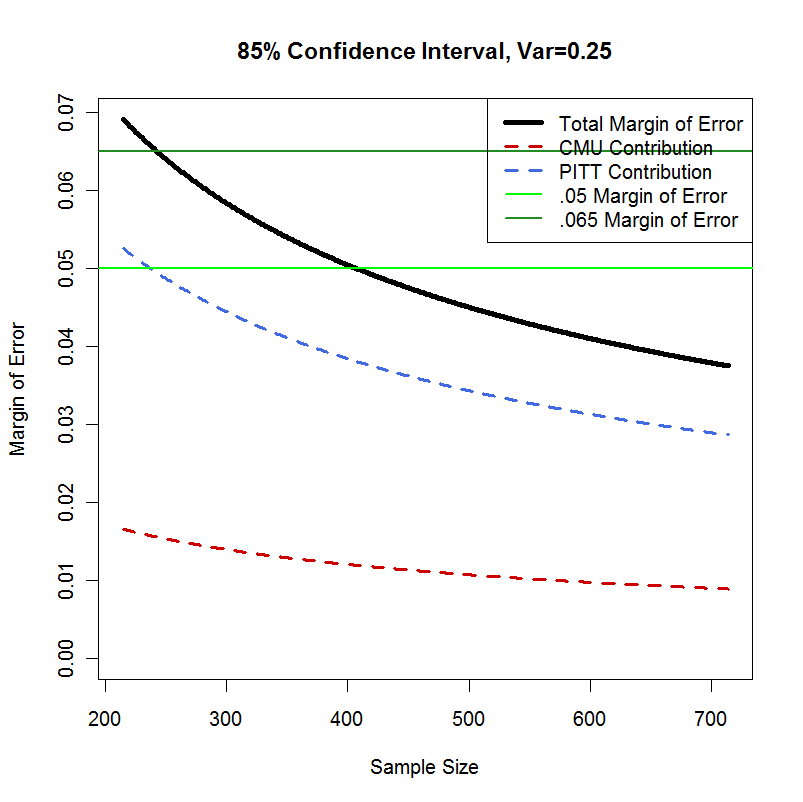 85% Confidence Interval, Var=0.25
Total Margin of Error
CMU Contribution
PITT Contribution
.05 Margin of Error
.065 Margin of Error
Margin of Error
0.07
0.06
0.05
0.04
0.03
0.02
0.01
0.00
200 300 400 500 600 700
Sample Size